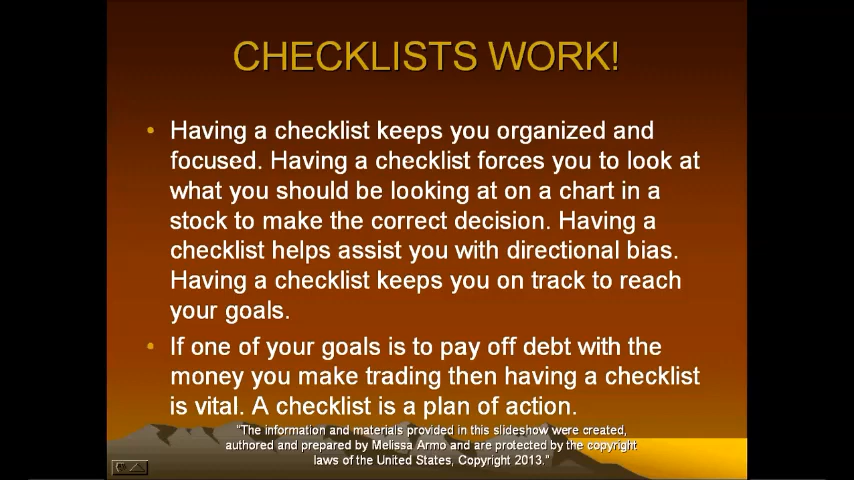 CHECKLISTS WORK!
• Having a checklist keeps you organized and
focused. Having a checklist forces you to look at
what you should be looking at on a chart in a
stock to make the correct decision. Having a
checklist helps assist you with directional bias.
Having a checklist keeps you on track to reach
your goals.
• If one of your goals is to pay off debt with the
money you make trading then having a checklist
is vital. A checklist is a plan of action.
"The information and materials provided in this slideshow were created,
authored and prepared by Melissa Armo and are protected by the copyright
laws of the United States, Copyright 2013."